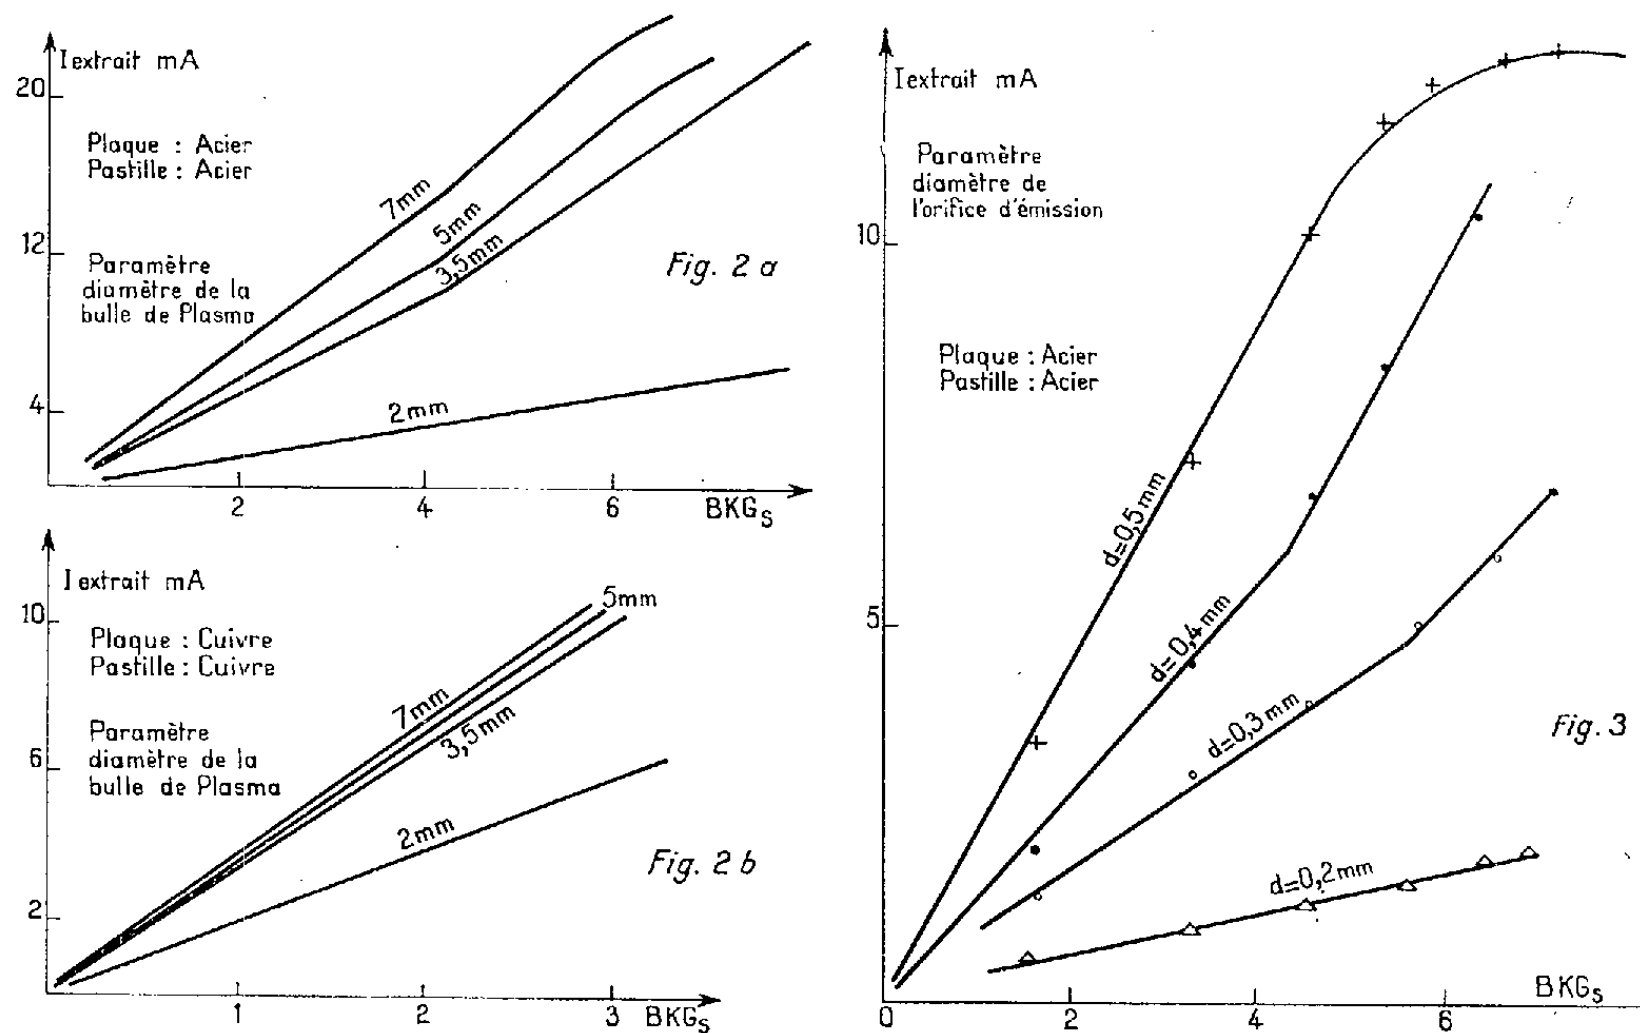 I extrait mA
20
Plaque : Acier
Pastille : Acier
7mm
5mm
3,5mm
12
Paramètre
diamètre de la
bulle de Plasma
Fig. 2 a
4
2mm
2
4
6
BKGs
I extrait mA
10
5mm
Plaque : Cuivre
Pastille : Cuivre
7mm
3,5mm
Paramètre
diamètre de la
bulle de Plasma
6
2mm
Fig. 2 b
2
1
2
3
BKGs
I extrait mA
Paramètre
diamètre de
l'orifice d'émission
10
Plaque : Acier
Pastille : Acier
d=0,5mm
5
d=0,4mm
d=0,3mm
Fig. 3
d=0,2mm
BKGs
0
2
4
6